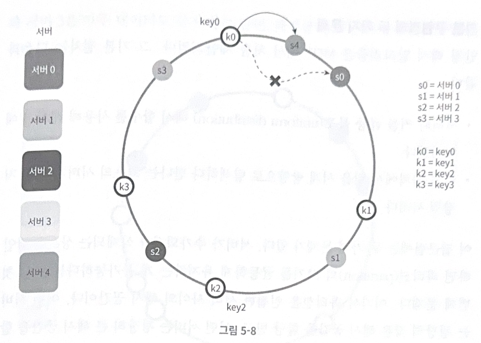 서버
서버 0
서버 1
서버 2
서버 3
서버 4
key0
k0
s4
s0
s3
k3
k1
s2
s1
k2
key2
s0 = 서버 0
s1 = 서버 1
s2 = 서버 2
s3 = 서버 3
k0 = key0
k1 = key1
k2 = key2
k3 = key3
그림 5-8